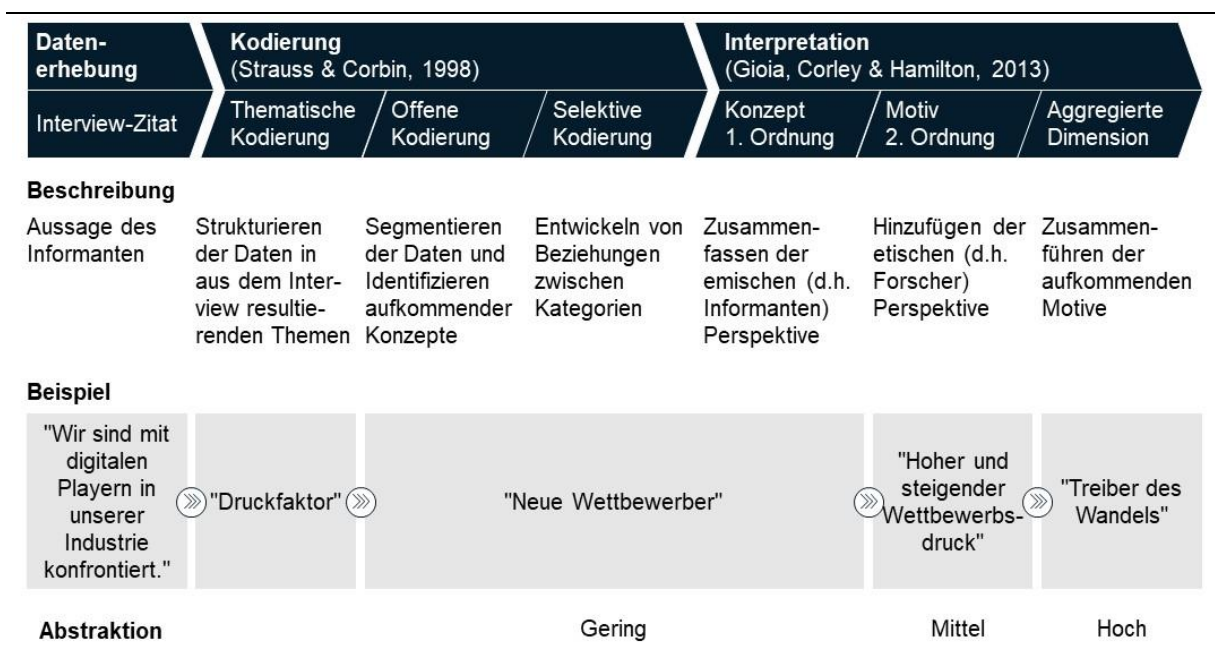 Daten-
erhebung
Kodierung
(Strauss & Corbin, 1998)
Interpretation
(Gioia, Corley & Hamilton, 2013)
Interview-Zitat
Thematische
Kodierung
Offene
Kodierung
Selektive
Kodierung
Konzept
1. Ordnung
Motiv
2. Ordnung
Aggregierte
Dimension
Beschreibung
Aussage des
Informanten
Strukturieren
der Daten in
aus dem Inter-
view resultie-
renden Themen
Segmentieren
der Daten und
Identifizieren
aufkommender
Konzepte
Entwickeln von
Beziehungen
zwischen
Kategorien
Zusammen-
fassen der
emischen (d.h.
Informanten)
Perspektive
Hinzufügen der
etischen (d.h.
Forscher)
Perspektive
Zusammen-
führen der
aufkommenden
Motive
Beispiel
"Wir sind mit
digitalen
Playern in
unserer
Industrie
konfrontiert."
"Druckfaktor"
"Neue Wettbewerber"
"Hoher und
steigender
Wettbewerbs-
druck"
"Treiber des
Wandels"
Abstraktion
Gering
Mittel
Hoch